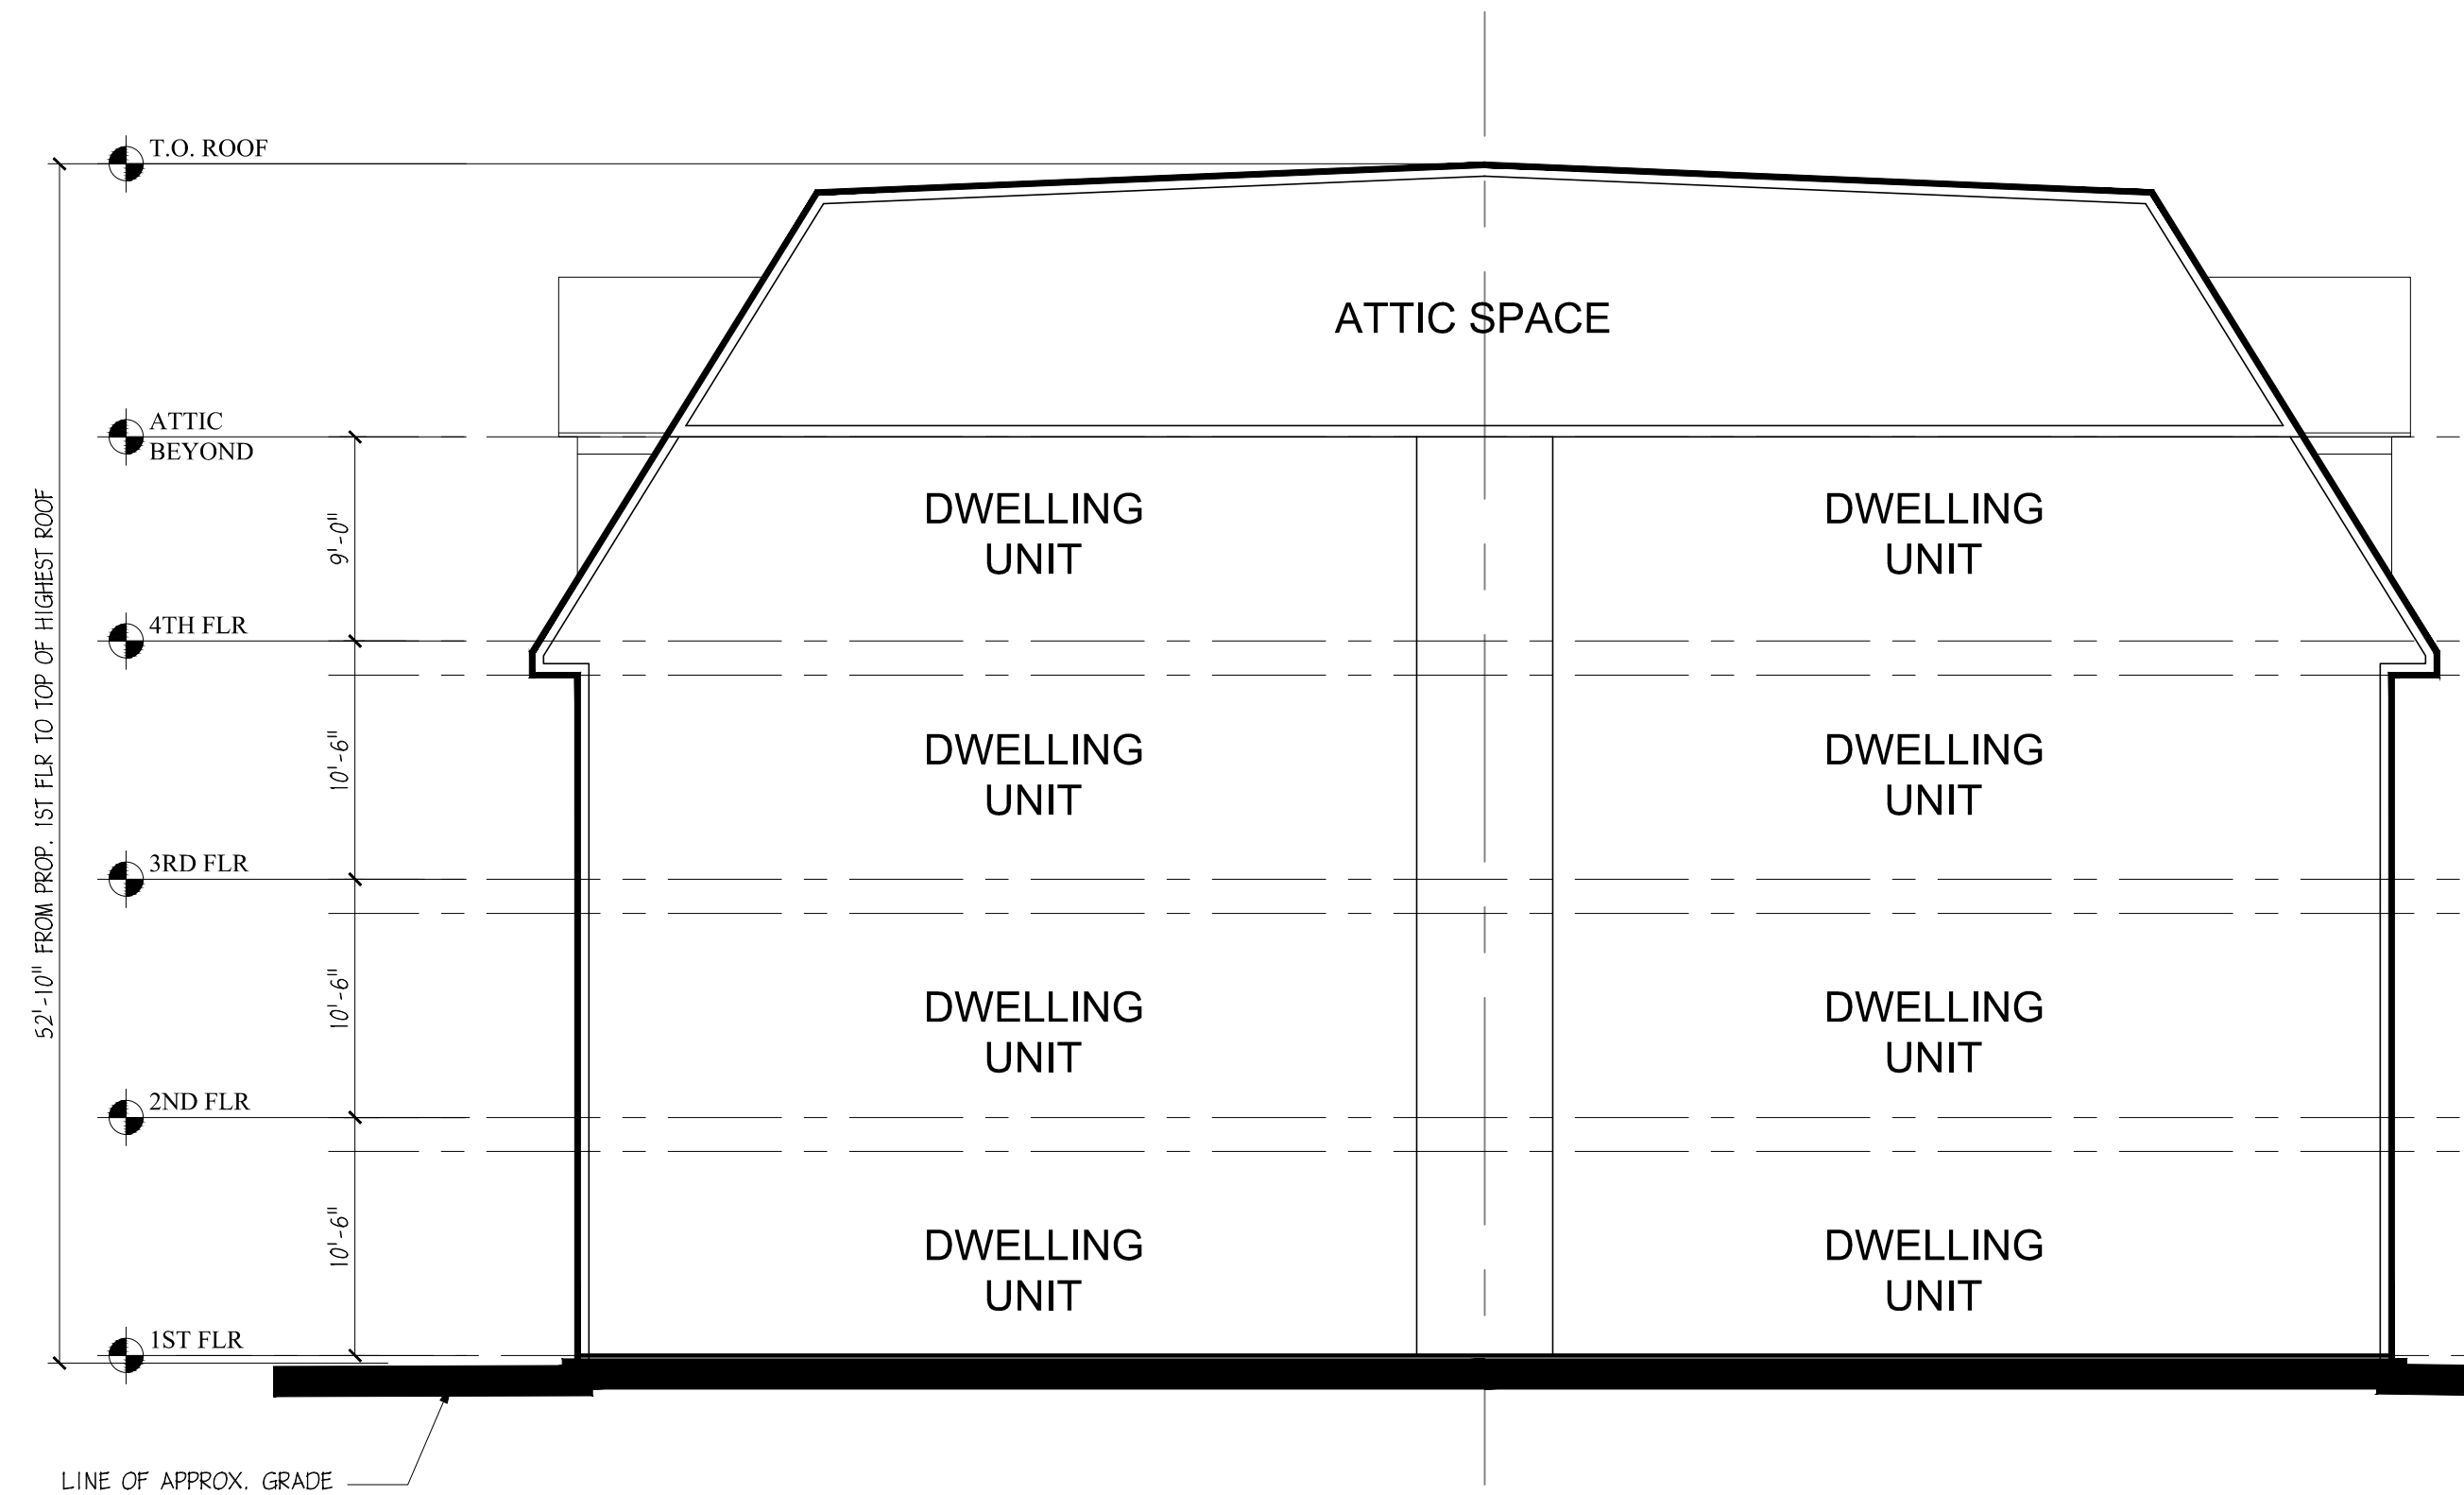 T.O. ROOF
ATTIC SPACE
ATTIC
BEYOND
52'-10" FROM PROP. 1ST FLR TO TOP OF HIGHEST ROOF
9'-0"
DWELLING
UNIT
DWELLING
UNIT
4TH FLR
10'-6"
DWELLING
UNIT
DWELLING
UNIT
3RD FLR
10'-6"
DWELLING
UNIT
DWELLING
UNIT
2ND FLR
10'-6"
DWELLING
UNIT
DWELLING
UNIT
1ST FLR
LINE OF APPROX. GRADE